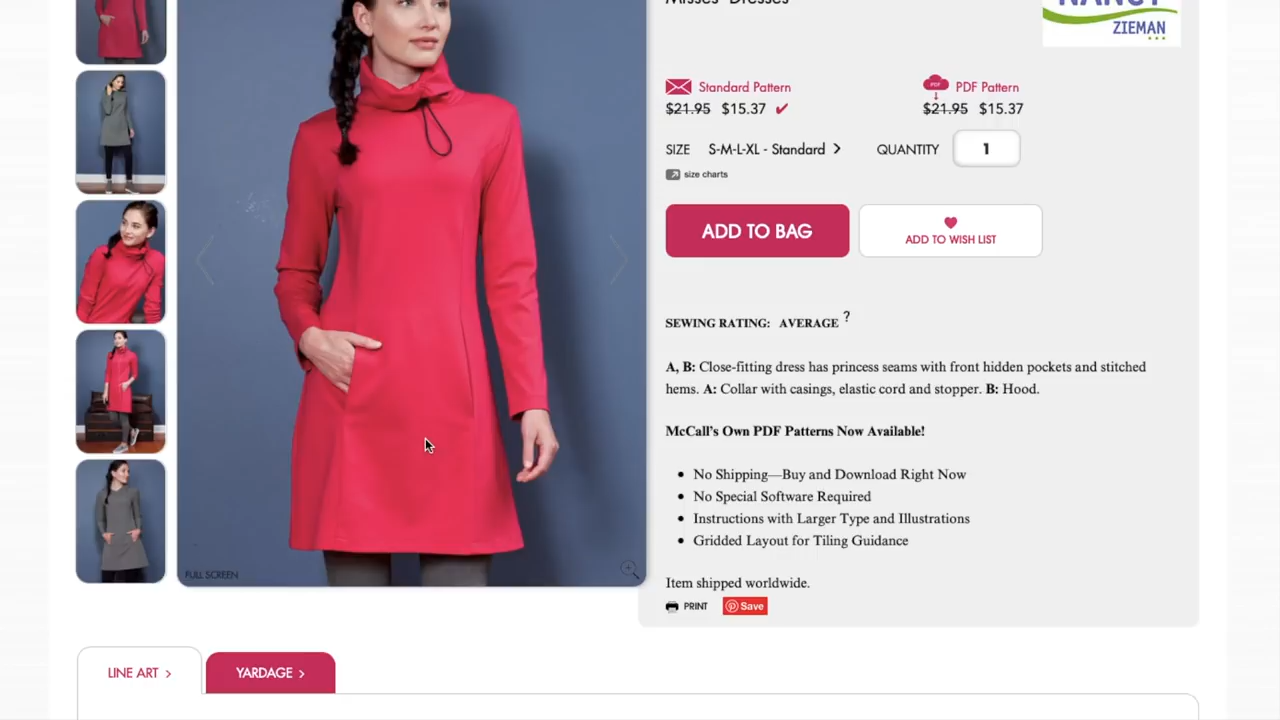 Misses' Dresses
NANCY
ZIEMAN
Standard Pattern
$21.95 $15.37
PDF
PDF Pattern
$21.95 $15.37
SIZE S-M-L-XL - Standard
QUANTITY 1
size charts
ADD TO BAG
ADD TO WISH LIST
SEWING RATING: AVERAGE ?
A, B: Close-fitting dress has princess seams with front hidden pockets and stitched
hems. A: Collar with casings, elastic cord and stopper. B: Hood.
McCall's Own PDF Patterns Now Available!
• No Shipping—Buy and Download Right Now
• No Special Software Required
• Instructions with Larger Type and Illustrations
• Gridded Layout for Tiling Guidance
Item shipped worldwide.
PRINT Save
FULL SCREEN
LINE ART >
YARDAGE >